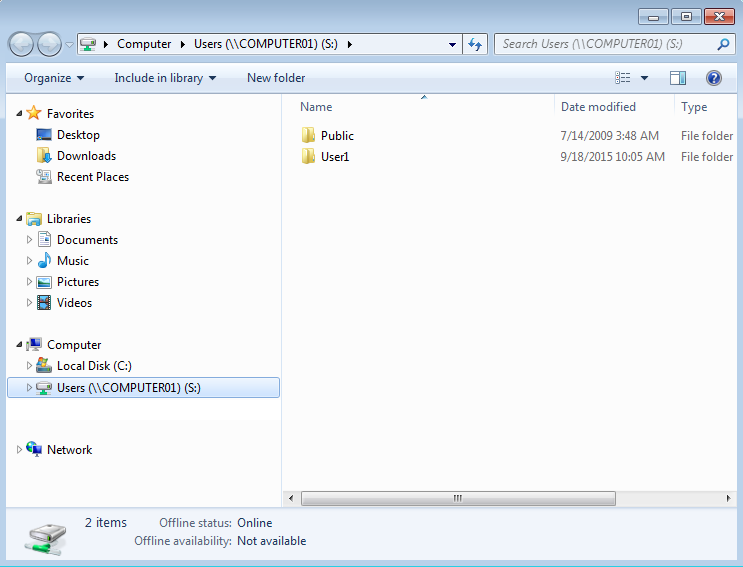 Computer Users (\\COMPUTER01) (S:) Search Users (\\COMPUTER01) (S:)
Organize Include in library New folder
Favorites
Desktop
Downloads
Recent Places
Libraries
Documents
Music
Pictures
Videos
Computer
Local Disk (C:)
Users (\\COMPUTER01) (S:)
Network
Name Date modified Type
Public 7/14/2009 3:48 AM File folder
User1 9/18/2015 10:05 AM File folder
2 items Offline status: Online
Offline availability: Not available